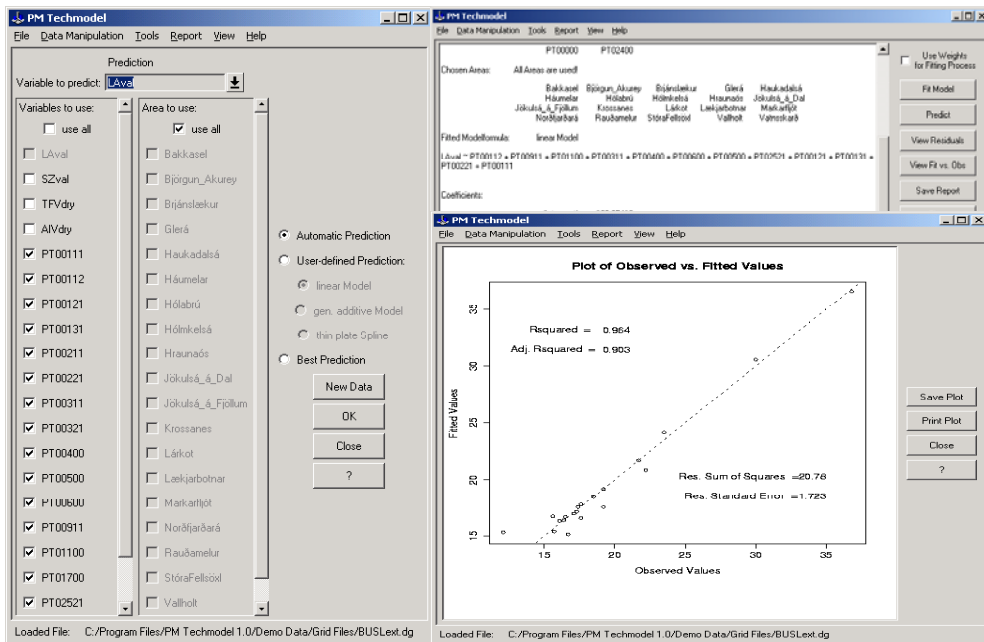 PM Techmodel
File Data Manipulation Tools Report View Help
Prediction
Variable to predict: LAval
Variables to use:
use all
LAval
SZval
TFVdry
AIVdry
PT00111
PT00112
PT00121
PT00131
PT00211
PT00221
PT00311
PT00321
PT00400
PT00500
PT00600
PT00911
PT01100
PT01700
PT02521
Area to use:
use all
Bakkasel
Björgun_Akurey
Brjánslækur
Glerá
Haukadalsá
Háumelar
Hólabrú
Hólmkelsá
Hraunaós
Jökulsá_á_Dal
Jökulsá_á_Fjöllum
Krossanes
Lárkot
Lækjarbotnar
Markarfljót
Norðfjarðará
Rauðamelur
StóraFellsöxl
Vallholt
Automatic Prediction
User-defined Prediction:
linear Model
gen. additive Model
thin plate Spline
Best Prediction
New Data
OK
Close
?
Loaded File: C:/Program Files/PM Techmodel 1.0/Demo Data/Grid Files/BUSLext.dg
PM Techmodel
File Data Manipulation Tools Report View Help
PT00000 PT02400
Chosen Areas: All Areas are used!
Bakkasel Björgun_Akurey Brjánslækur Glerá Haukadalsá
Háumelar Hólabrú Hólmkelsá Hraunaós Jökulsá_á_Dal
Jökulsá_á_Fjöllum Krossanes Lárkot Lækjarbotnar Markarfljót
Norðfjarðará Rauðamelur StóraFellsöxl Vallholt Vatnsskarð
Fitted Modelformula: linear Model
LAval ~ PT00112 + PT00911 + PT01100 + PT00311 + PT00400 + PT00600 + PT00500 + PT02521 + PT00121 + PT00131 +
PT00221 + PT00111
Coefficients:
Use Weights
for Fitting Process
Fit Model
Predict
View Residuals
View Fit vs. Obs
Save Report
PM Techmodel
File Data Manipulation Tools Report View Help
Plot of Observed vs. Fitted Values
Rsquared = 0.964
Adj. Rsquared = 0.903
Res. Sum of Squares =20.78
Res. Standard Error =1.723
Fitted Values
35
30
25
20
15
15 20 25 30 35
Observed Values
Save Plot
Print Plot
Close
?
Loaded File: C:/Program Files/PM Techmodel 1.0/Demo Data/Grid Files/BUSLext.dg